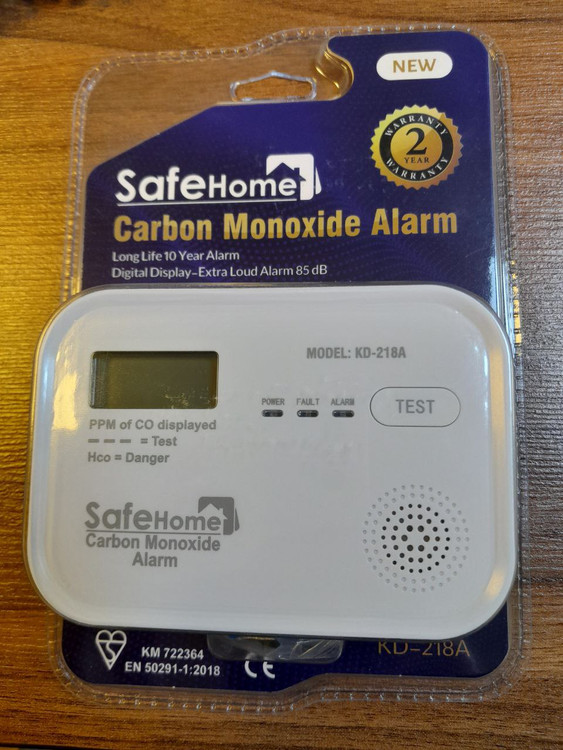 NEW
WARRANTY
2
YEAR
WARRANTY
SafeHome
Carbon Monoxide Alarm
Long Life 10 Year Alarm
Digital Display-Extra Loud Alarm 85 dB
MODEL: KD-218A
POWER FAULT ALARM
TEST
PPM of CO displayed
--- = Test
Hco = Danger
SafeHome
Carbon Monoxide
Alarm
KM 722364
EN 50291-1:2018
CE
KD-218A